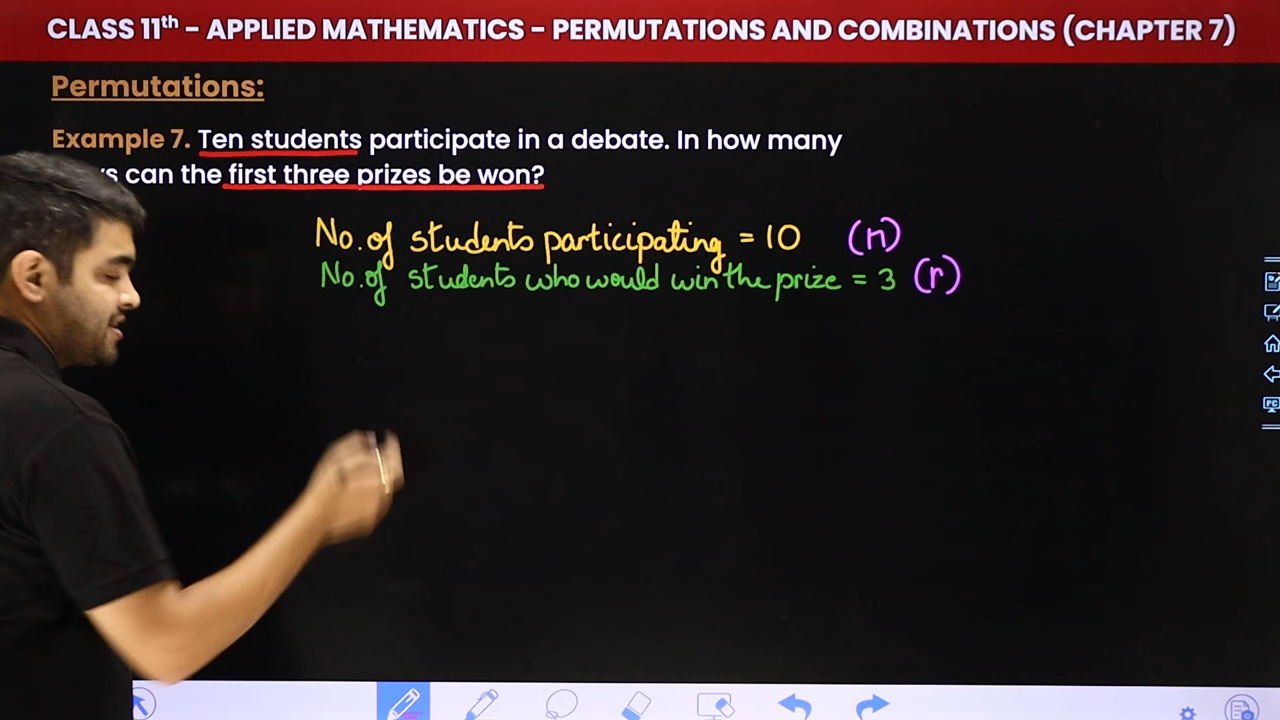 CLASS 11th – APPLIED MATHEMATICS – PERMUTATIONS AND COMBINATIONS (CHAPTER 7)
Permutations:
Example 7. Ten students participate in a debate. In how many
can the first three prizes be won?
No. of students participating = 10 (n)
No. of students who would win the prize = 3 (r)
PC